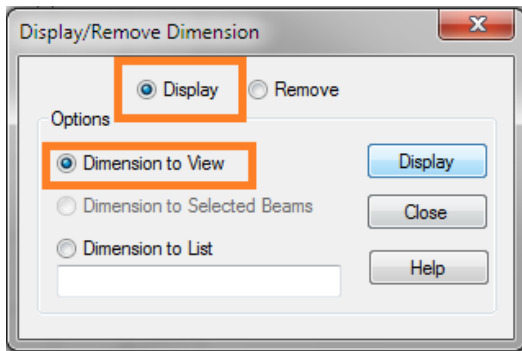 Display/Remove Dimension
Display Remove
Options
Dimension to View Display
Dimension to Selected Beams Close
Dimension to List
Help